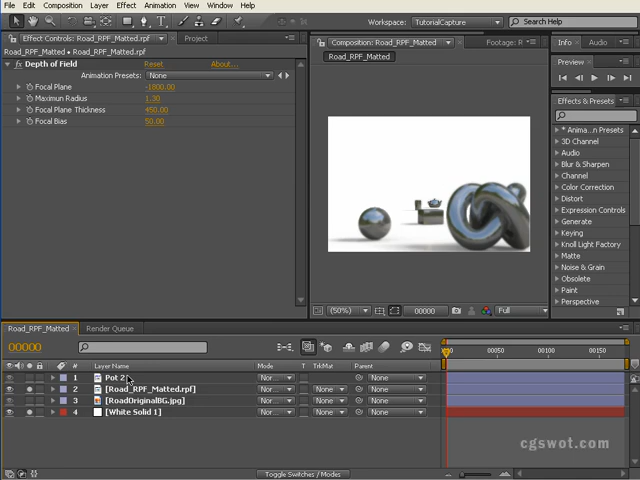 File Edit Composition Layer Effect Animation View Window Help
Workspace: TutorialCapture Search Help
Effect Controls: Road_RPF_Matted.rpf Project
Road_RPF_Matted • Road_RPF_Matted.rpf
fx Depth of Field Reset About...
Animation Presets: None
Focal Plane -1800.00
Maximun Radius 1.30
Focal Plane Thickness 450.00
Focal Bias 50.00
Composition: Road_RPF_Matted Footage: R
Road_RPF_Matted
(50%) 00000 Full
Info Audio
Preview
Effects & Presets
* Anima...n Presets
3D Channel
Audio
Blur & Sharpen
Channel
Color Correction
Distort
Expression Controls
Generate
Keying
Knoll Light Factory
Matte
Noise & Grain
Obsolete
Paint
Perspective
Road_RPF_Matted Render Queue
00000
00050 00100 00150
# Layer Name Mode T TrkMat Parent
1 Pot 2 Nor... None
2 [Road_RPF_Matted.rpf] Nor... None None
3 [RoadOriginalBG.jpg] Nor... None None
4 [White Solid 1] Nor... None None
cgswot.com
Toggle Switches / Modes